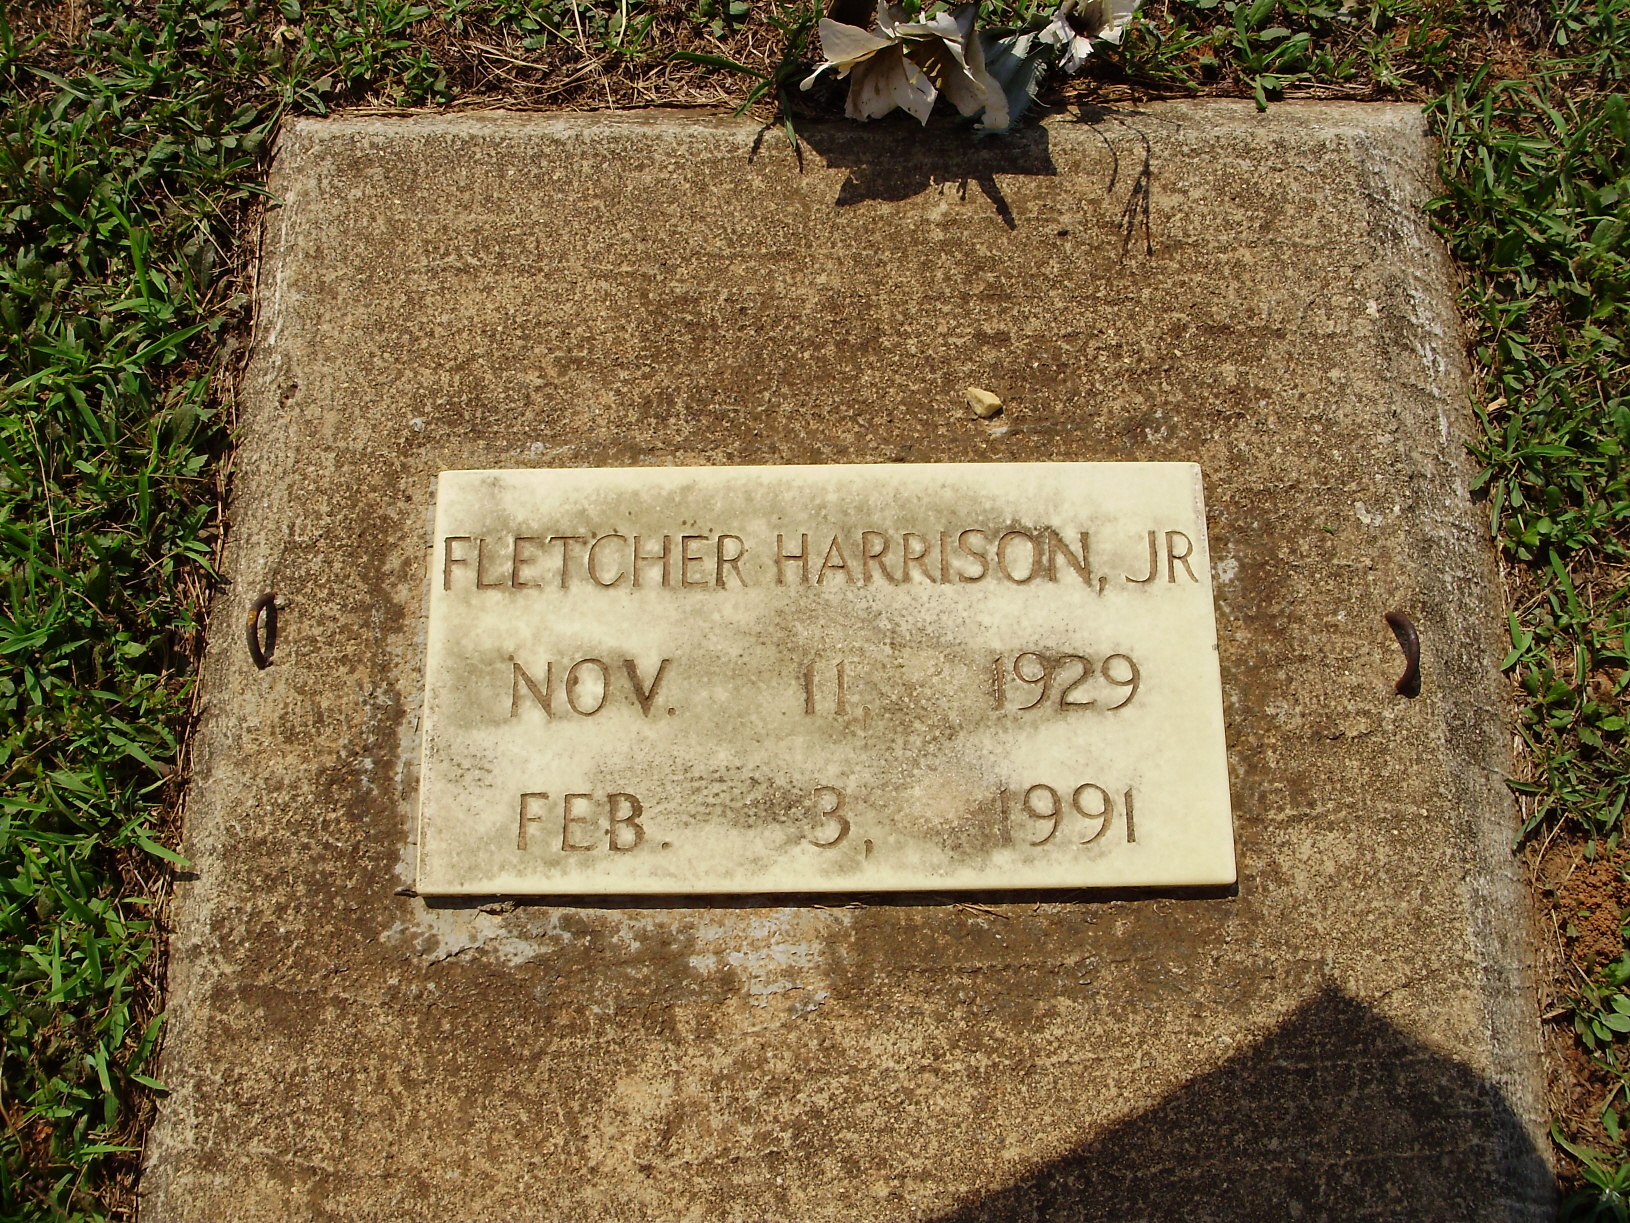 FLETCHER HARRISON, JR
NOV. 11, 1929
FEB. 3, 1991